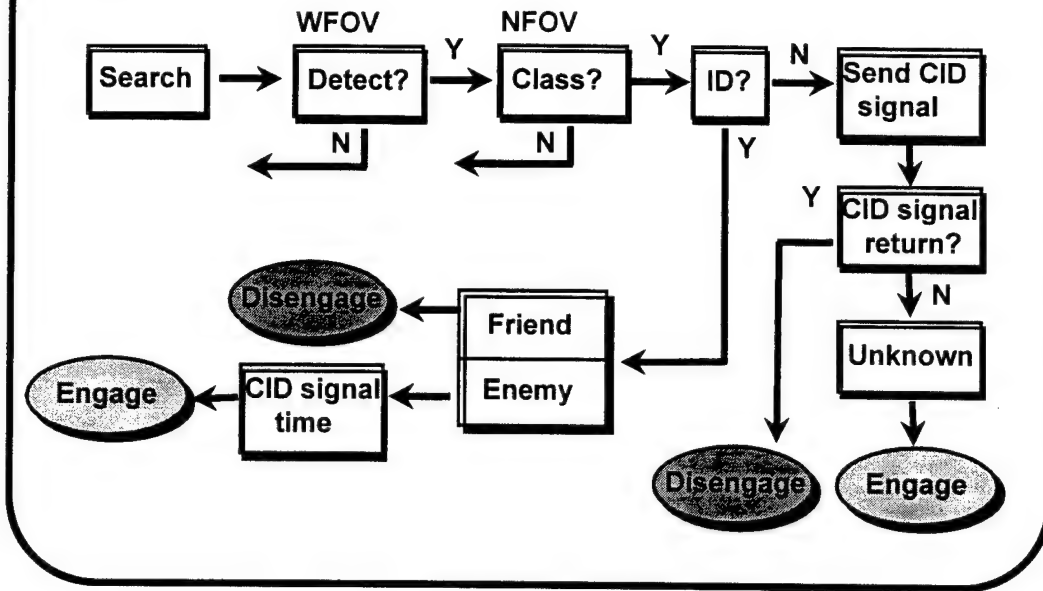 WFOV
NFOV
Search
Detect?
Y
Class?
Y
ID?
N
Send CID
signal
N
N
Y
Y
CID signal
return?
N
Disengage
Friend
Unknown
Engage
CID signal
time
Enemy
Disengage
Engage